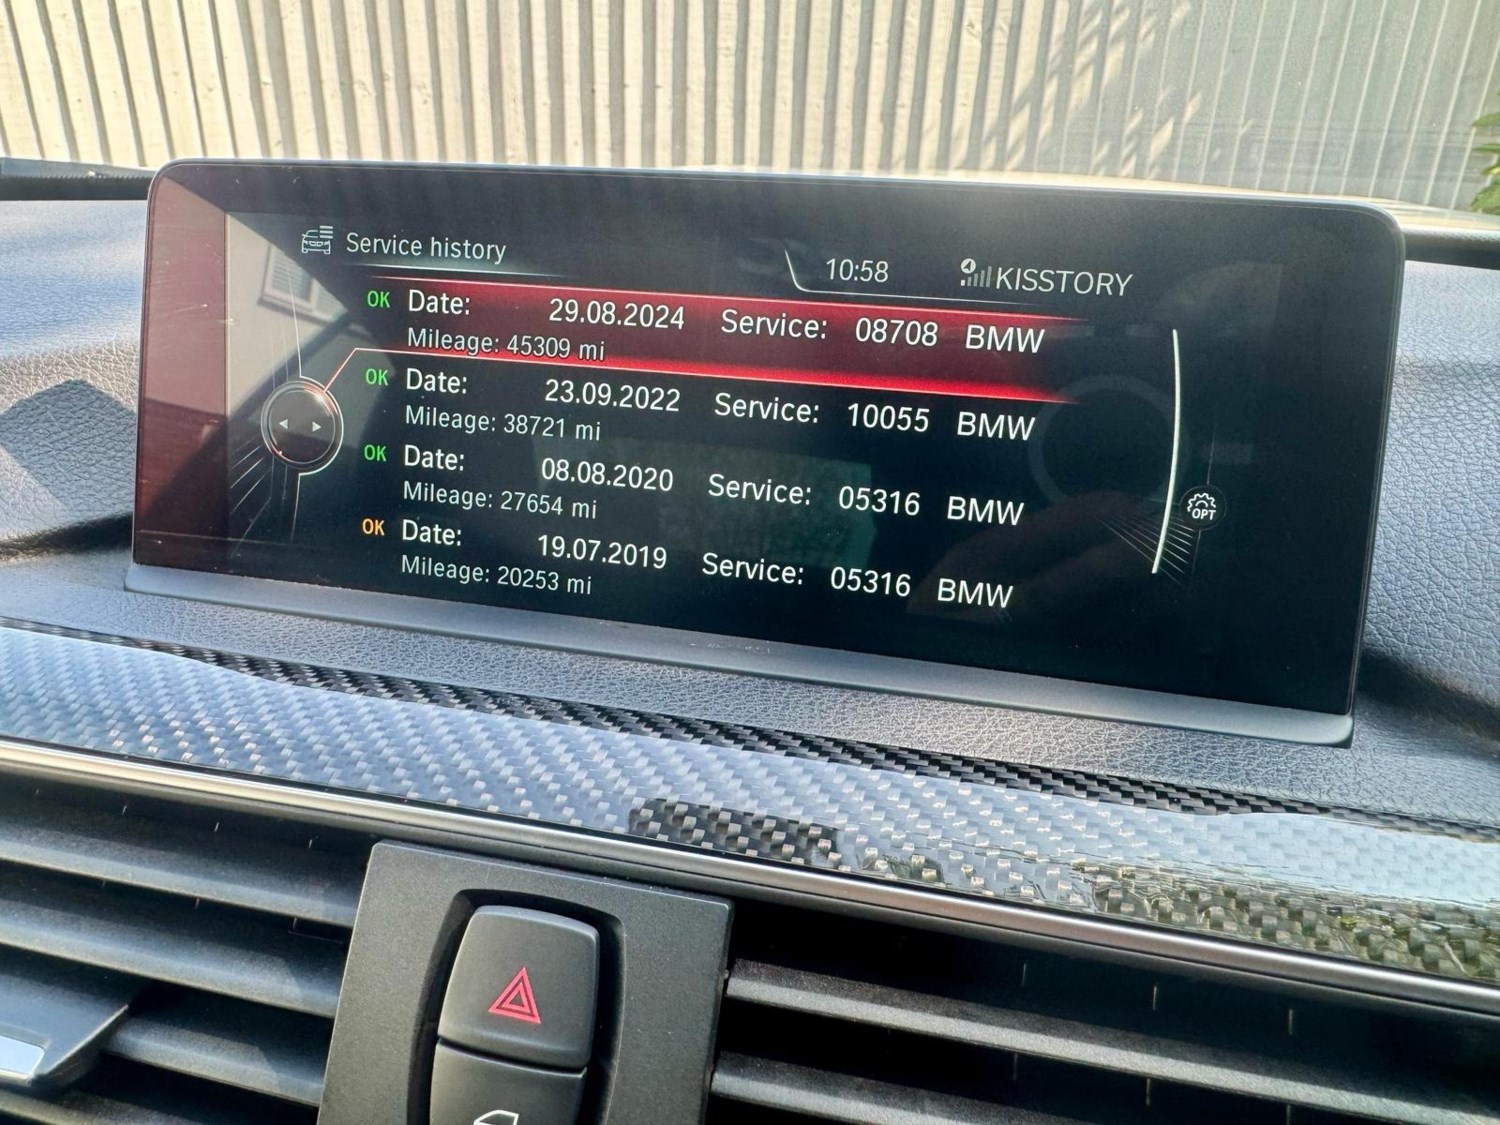 Service history
10:58
KISSTORY
OK Date: 29.08.2024 Service: 08708 BMW
Mileage: 45309 mi
OK Date: 23.09.2022 Service: 10055 BMW
Mileage: 38721 mi
OK Date: 08.08.2020 Service: 05316 BMW
Mileage: 27654 mi
OK Date: 19.07.2019 Service: 05316 BMW
Mileage: 20253 mi
OPT